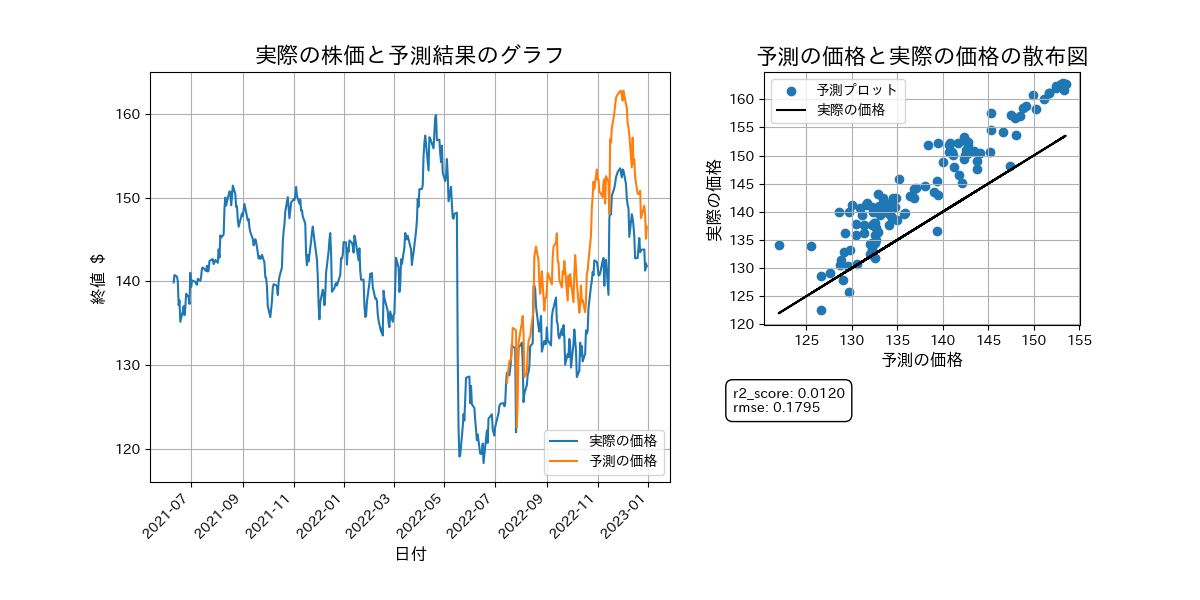 実際の株価と予測結果のグラフ
終値 $
160
150
140
130
120
2021-07
2021-09
2021-11
2022-01
2022-03
2022-05
2022-07
2022-09
2022-11
2023-01
日付
実際の価格
予測の価格
予測の価格と実際の価格の散布図
実際の価格
160
155
150
145
140
135
130
125
120
125
130
135
140
145
150
155
予測の価格
予測プロット
実際の価格
r2_score: 0.0120
rmse: 0.1795